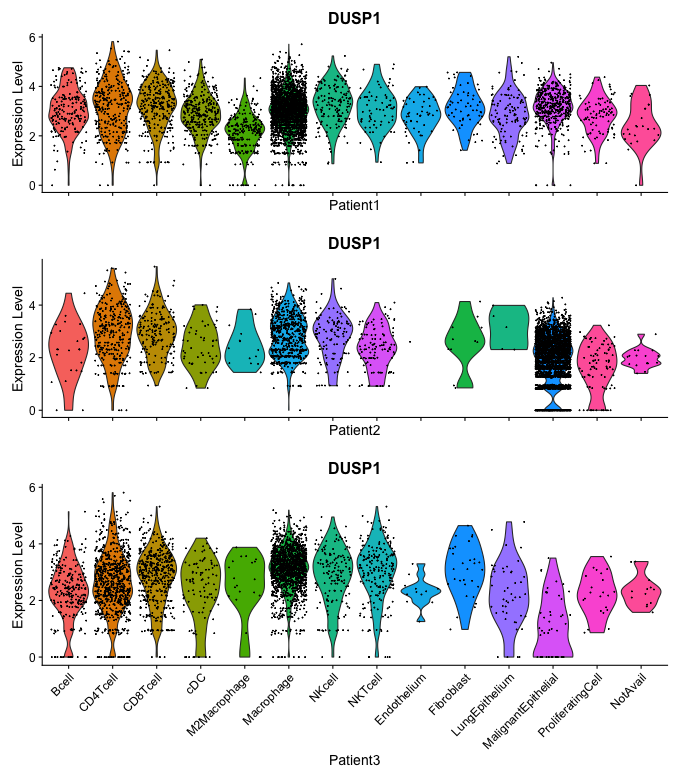 DUSP1
6
4
2
0
Expression Level
Patient1
DUSP1
4
2
0
Expression Level
Patient2
DUSP1
6
4
2
0
Expression Level
Bcell
CD4Tcell
CD8Tcell
cDC
M2Macrophage
Macrophage
NKcell
NKTcell
Endothelium
Fibroblast
LungEpithelium
MalignantEpithelial
ProliferatingCell
NotAvail
Patient3